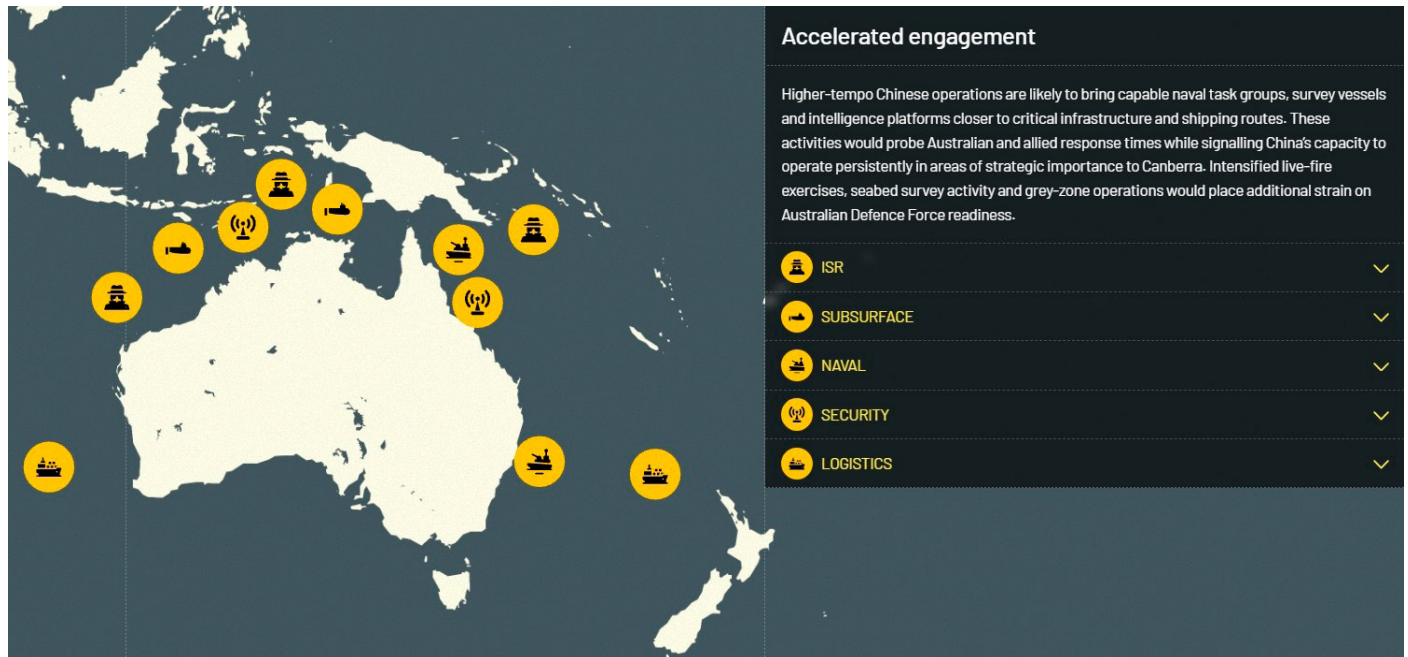 Accelerated engagement
Higher-tempo Chinese operations are likely to bring capable naval task groups, survey vessels
and intelligence platforms closer to critical infrastructure and shipping routes. These
activities would probe Australian and allied response times while signalling China's capacity to
operate persistently in areas of strategic importance to Canberra. Intensified live-fire
exercises, seabed survey activity and grey-zone operations would place additional strain on
Australian Defence Force readiness.
ISR
SUBSURFACE
NAVAL
SECURITY
LOGISTICS